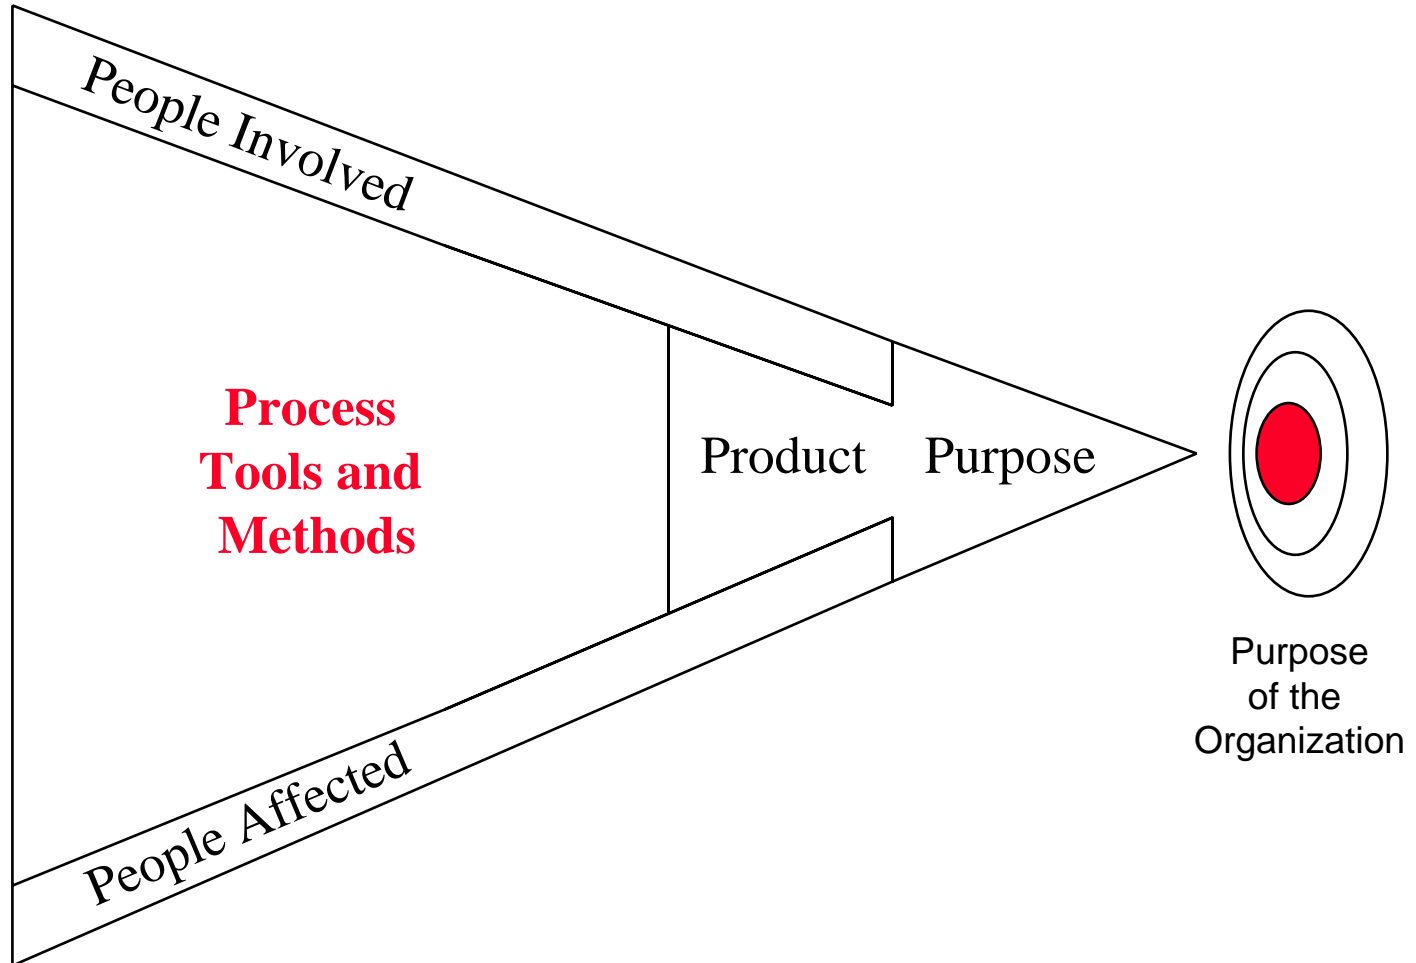 People Involved
Process
Tools and
Methods
Product
Purpose
People Affected
Purpose
of the
Organization